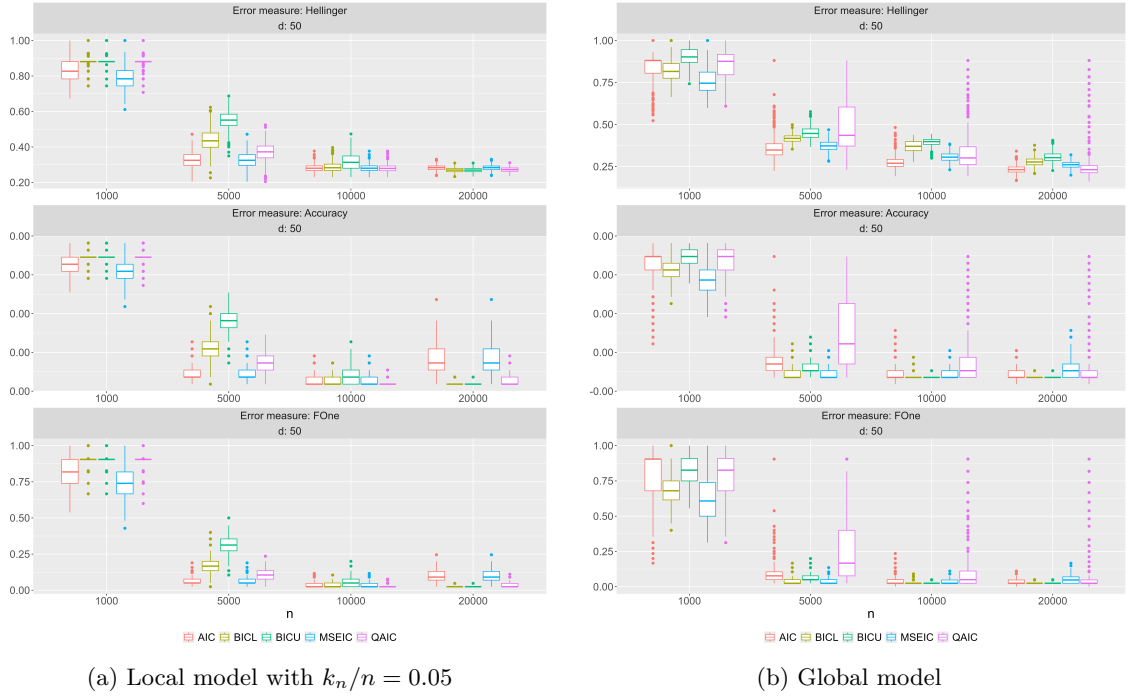 Error measure: Hellinger
d: 50
1.00
0.80
0.60
0.40
0.20
1000
5000
10000
20000
Error measure: Accuracy
d: 50
0.00
0.00
0.00
0.00
0.00
1000
5000
10000
20000
Error measure: FOne
d: 50
1.00
0.75
0.50
0.25
0.00
1000
5000
10000
20000
n
AIC BICL BICU MSEIC QAIC
(a) Local model with kₙ/n = 0.05
Error measure: Hellinger
d: 50
1.00
0.75
0.50
0.25
1000
5000
10000
20000
Error measure: Accuracy
d: 50
0.00
0.00
0.00
0.00
-0.00
1000
5000
10000
20000
Error measure: FOne
d: 50
1.00
0.75
0.50
0.25
0.00
1000
5000
10000
20000
n
AIC BICL BICU MSEIC QAIC
(b) Global model